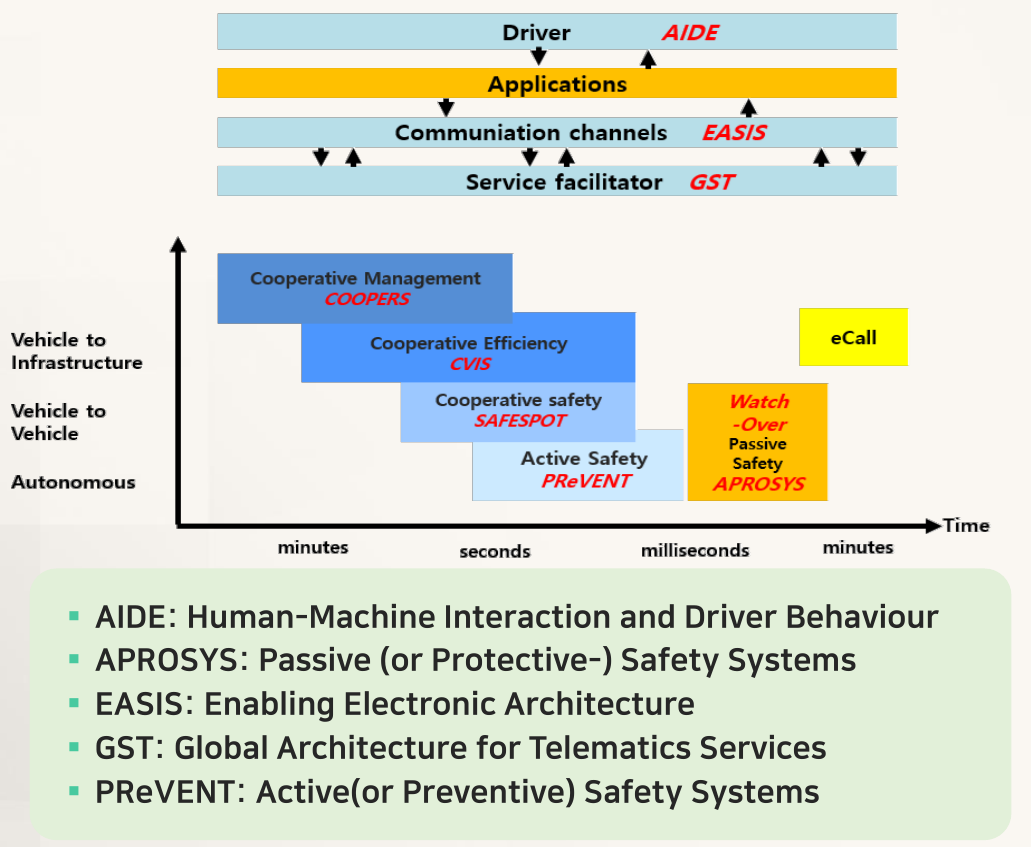 Driver AIDE
Applications
Communiation channels EASIS
Service facilitator GST
Cooperative Management
COOPERS
Cooperative Efficiency
CVIS
Cooperative safety
SAFESPOT
Active Safety
PReVENT
Watch
-Over
Passive
Safety
APROSYS
eCall
Vehicle to
Infrastructure
Vehicle to
Vehicle
Autonomous
Time
minutes
seconds
milliseconds
minutes
▪ AIDE: Human-Machine Interaction and Driver Behaviour
▪ APROSYS: Passive (or Protective-) Safety Systems
▪ EASIS: Enabling Electronic Architecture
▪ GST: Global Architecture for Telematics Services
▪ PReVENT: Active(or Preventive) Safety Systems